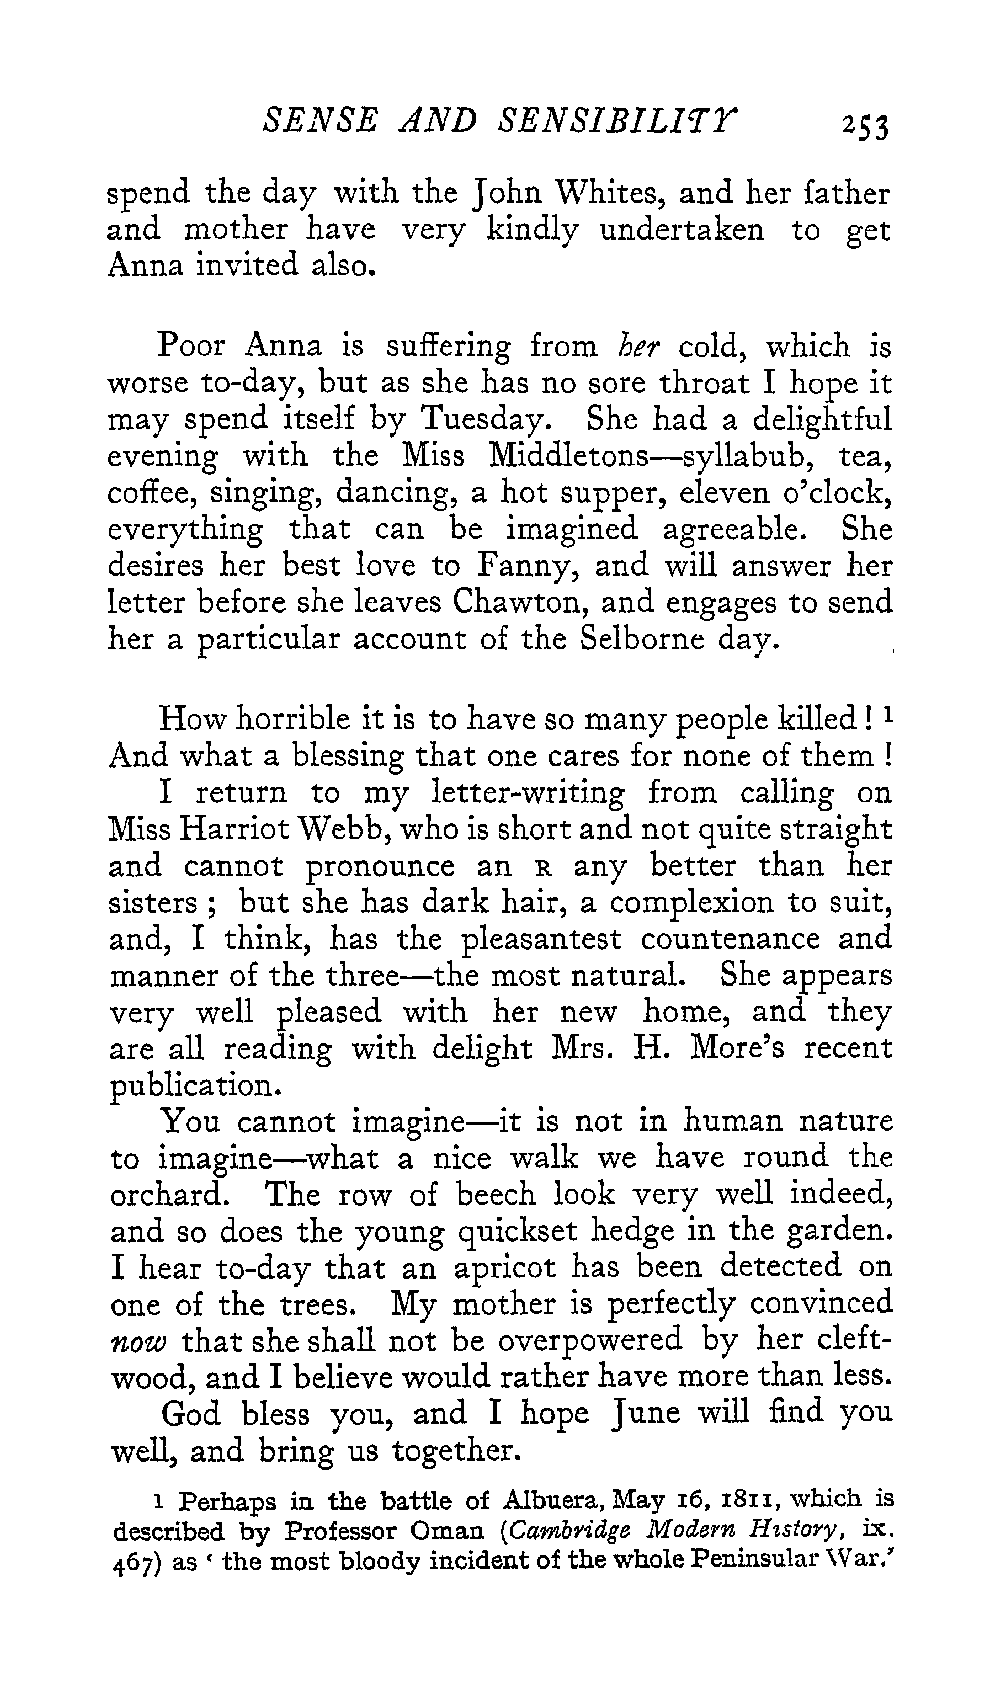 SENSE AND SENSIBILITY 253
spend the day with the John Whites, and her father
and mother have very kindly undertaken to get
Anna invited also.
Poor Anna is suffering from her cold, which is
worse to-day, but as she has no sore throat I hope it
may spend itself by Tuesday. She had a delightful
evening with the Miss Middletons—syllabub, tea,
coffee, singing, dancing, a hot supper, eleven o'clock,
everything that can be imagined agreeable. She
desires her best love to Fanny, and will answer her
letter before she leaves Chawton, and engages to send
her a particular account of the Selborne day.
How horrible it is to have so many people killed ! 1
And what a blessing that one cares for none of them !
I return to my letter-writing from calling on
Miss Harriot Webb, who is short and not quite straight
and cannot pronounce an R any better than her
sisters ; but she has dark hair, a complexion to suit,
and, I think, has the pleasantest countenance and
manner of the three—the most natural. She appears
very well pleased with her new home, and they
are all reading with delight Mrs. H. More's recent
publication.
You cannot imagine—it is not in human nature
to imagine—what a nice walk we have round the
orchard. The row of beech look very well indeed,
and so does the young quickset hedge in the garden.
I hear to-day that an apricot has been detected on
one of the trees. My mother is perfectly convinced
now that she shall not be overpowered by her cleft-
wood, and I believe would rather have more than less.
God bless you, and I hope June will find you
well, and bring us together.
1 Perhaps in the battle of Albuera, May 16, 1811, which is
described by Professor Oman (Cambridge Modern History, ix.
467) as ' the most bloody incident of the whole Peninsular War.'